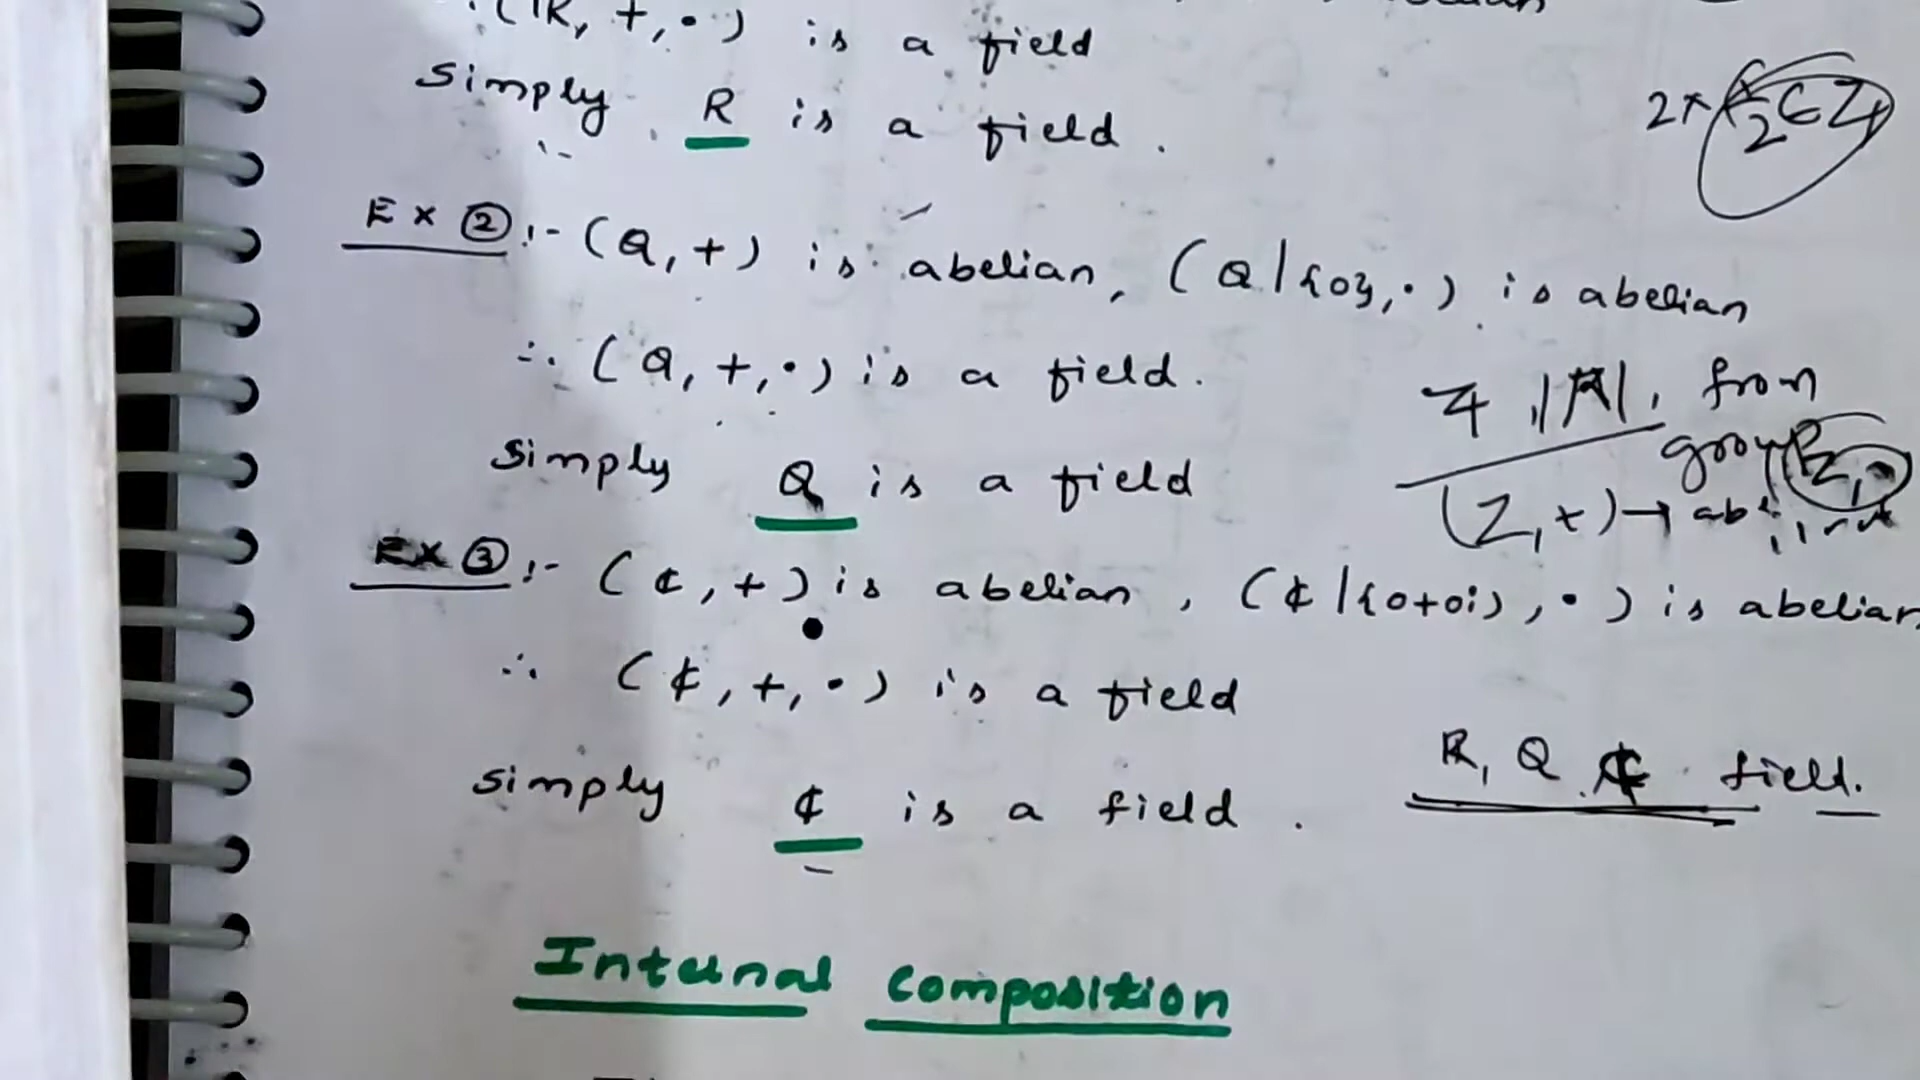 ∴ (R, +, •) is a field
Simply R is a field.
Ex ② :- (Q, +) is abelian, (Q|{0}, •) is abelian
∴ (Q, +, •) is a field.
from
group
(Z, +) →
Simply Q is a field
Ex ③ :- (₵, +) is abelian, (₵|{0+0i}, •) is abelian
∴ (₵, +, •) is a field
Simply ₵ is a field.
R, Q ₵ field.
Internal composition